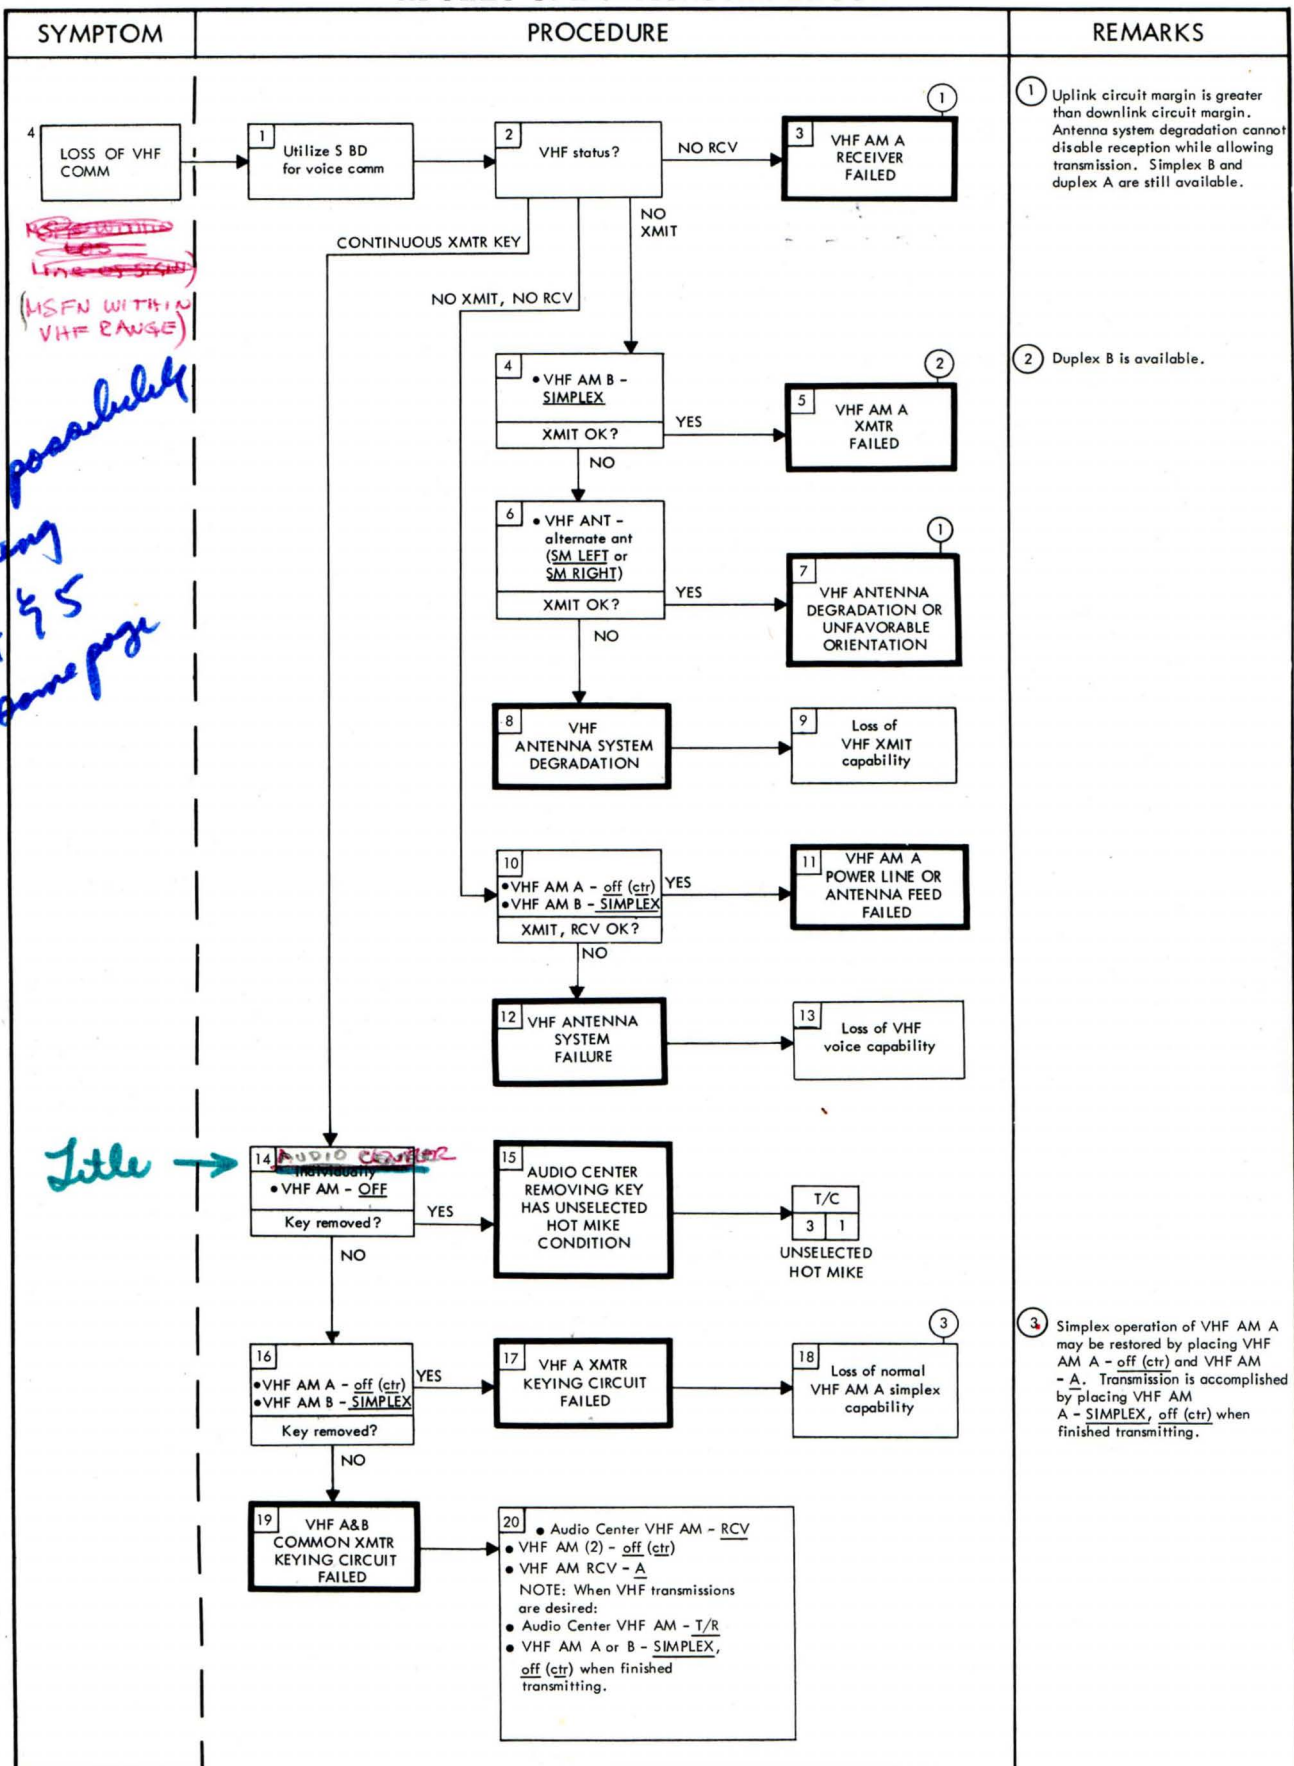 SYMPTOM
PROCEDURE
REMARKS
4
LOSS OF VHF
COMM
(MSFN WITHIN
VHF RANGE)
possibility
& 5
same page
1
Utilize S BD
for voice comm
2
VHF status?
NO RCV
1
3
VHF AM A
RECEIVER
FAILED
CONTINUOUS XMTR KEY
NO XMIT, NO RCV
NO
XMIT
4
• VHF AM B -
SIMPLEX
XMIT OK?
YES
NO
2
5
VHF AM A
XMTR
FAILED
6
• VHF ANT -
alternate ant
(SM LEFT or
SM RIGHT)
XMIT OK?
YES
NO
1
7
VHF ANTENNA
DEGRADATION OR
UNFAVORABLE
ORIENTATION
8
VHF
ANTENNA SYSTEM
DEGRADATION
9
Loss of
VHF XMIT
capability
10
• VHF AM A - off (ctr)
• VHF AM B - SIMPLEX
XMIT, RCV OK?
YES
NO
11
VHF AM A
POWER LINE OR
ANTENNA FEED
FAILED
12
VHF ANTENNA
SYSTEM
FAILURE
13
Loss of VHF
voice capability
Title
14
AUDIO CENTER
individually
• VHF AM - OFF
Key removed?
YES
NO
15
AUDIO CENTER
REMOVING KEY
HAS UNSELECTED
HOT MIKE
CONDITION
T/C
3 1
UNSELECTED
HOT MIKE
16
• VHF AM A - off (ctr)
• VHF AM B - SIMPLEX
Key removed?
YES
NO
17
VHF A XMTR
KEYING CIRCUIT
FAILED
3
18
Loss of normal
VHF AM A simplex
capability
19
VHF A&B
COMMON XMTR
KEYING CIRCUIT
FAILED
20
• Audio Center VHF AM - RCV
• VHF AM (2) - off (ctr)
• VHF AM RCV - A
NOTE: When VHF transmissions
are desired:
• Audio Center VHF AM - T/R
• VHF AM A or B - SIMPLEX,
off (ctr) when finished
transmitting.
1 Uplink circuit margin is greater
than downlink circuit margin.
Antenna system degradation cannot
disable reception while allowing
transmission. Simplex B and
duplex A are still available.
2 Duplex B is available.
3 Simplex operation of VHF AM A
may be restored by placing VHF
AM A - off (ctr) and VHF AM
- A. Transmission is accomplished
by placing VHF AM
A - SIMPLEX, off (ctr) when
finished transmitting.